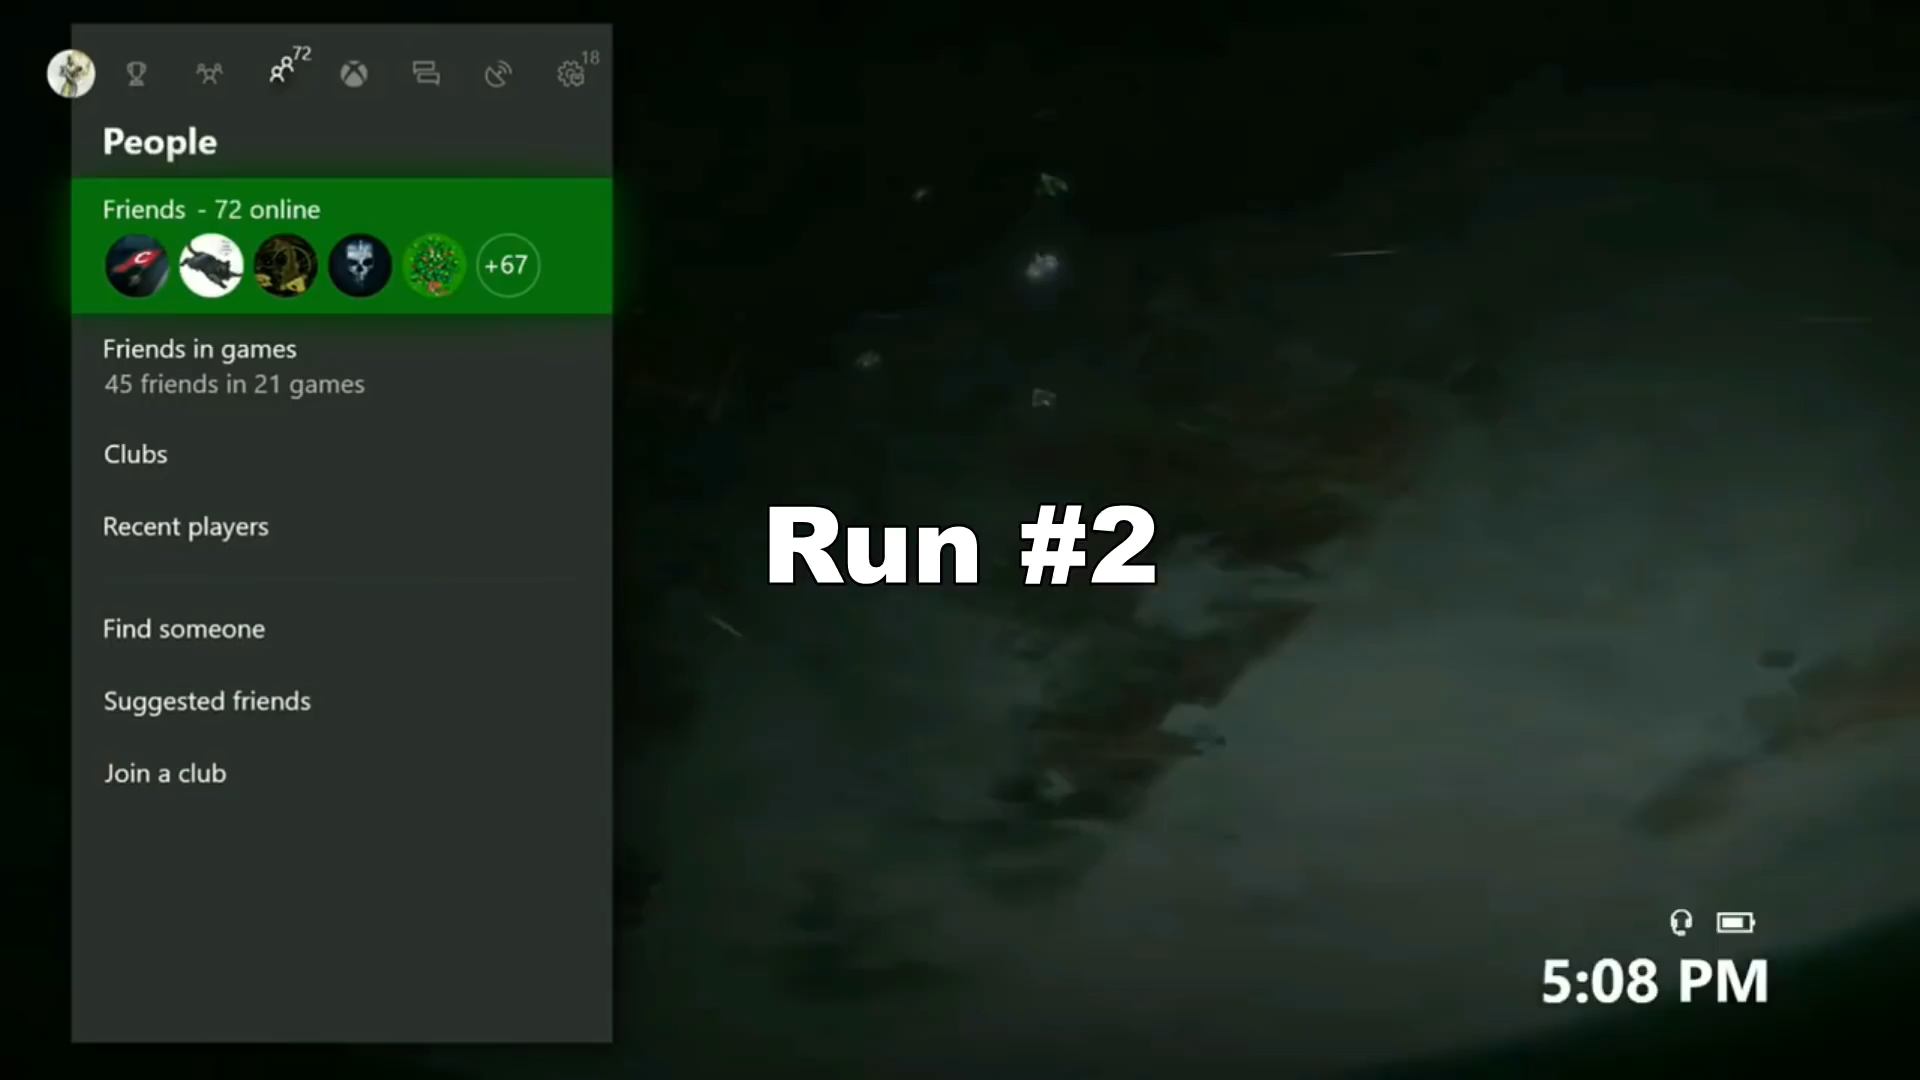 72
18
People
Friends - 72 online
+67
Friends in games
45 friends in 21 games
Clubs
Recent players
Find someone
Suggested friends
Join a club
Run #2
5:08 PM